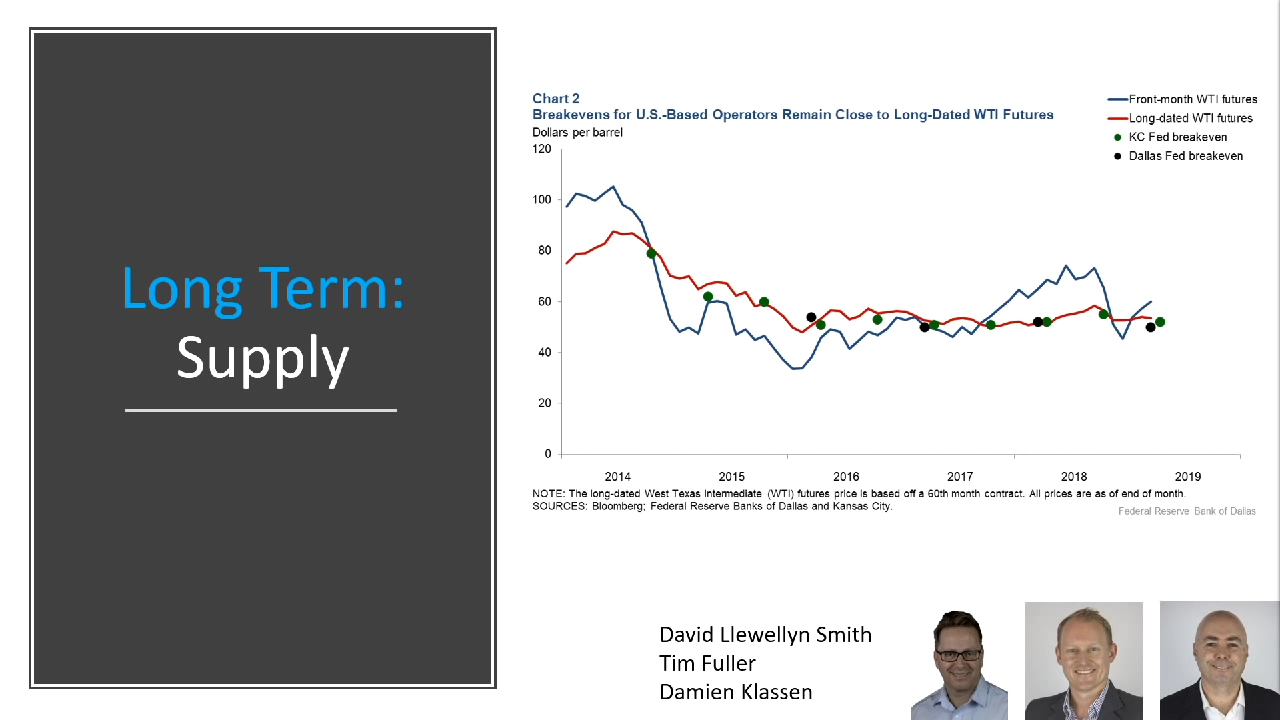 Long Term:
Supply
Chart 2
Breakevens for U.S.-Based Operators Remain Close to Long-Dated WTI Futures
Dollars per barrel
Front-month WTI futures
Long-dated WTI futures
KC Fed breakeven
Dallas Fed breakeven
120
100
80
60
40
20
0
2014 2015 2016 2017 2018 2019
NOTE: The long-dated West Texas Intermediate (WTI) futures price is based off a 60th month contract. All prices are as of end of month.
SOURCES: Bloomberg; Federal Reserve Banks of Dallas and Kansas City.
Federal Reserve Bank of Dallas
David Llewellyn Smith
Tim Fuller
Damien Klassen